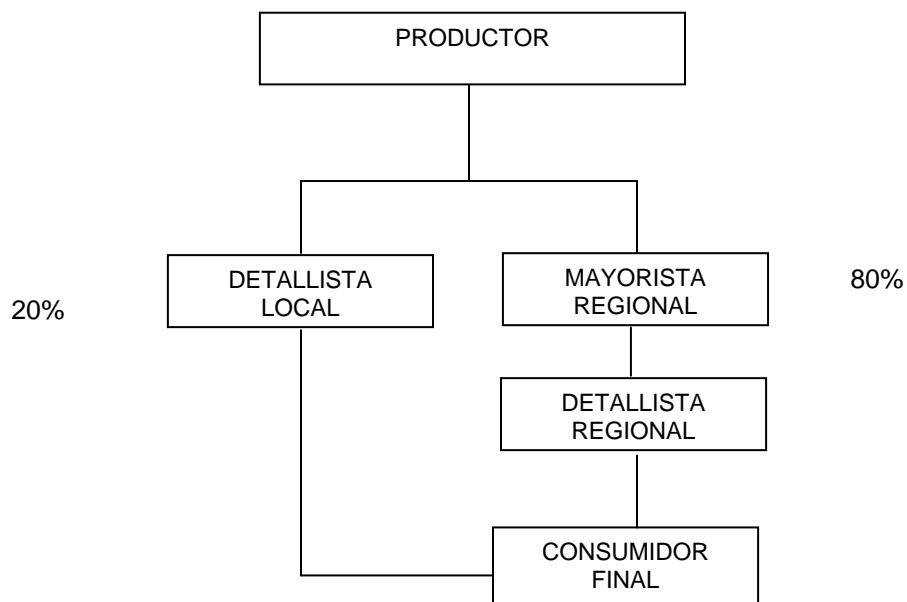 PRODUCTOR
DETALLISTA
LOCAL
MAYORISTA
REGIONAL
80%
20%
DETALLISTA
REGIONAL
CONSUMIDOR
FINAL